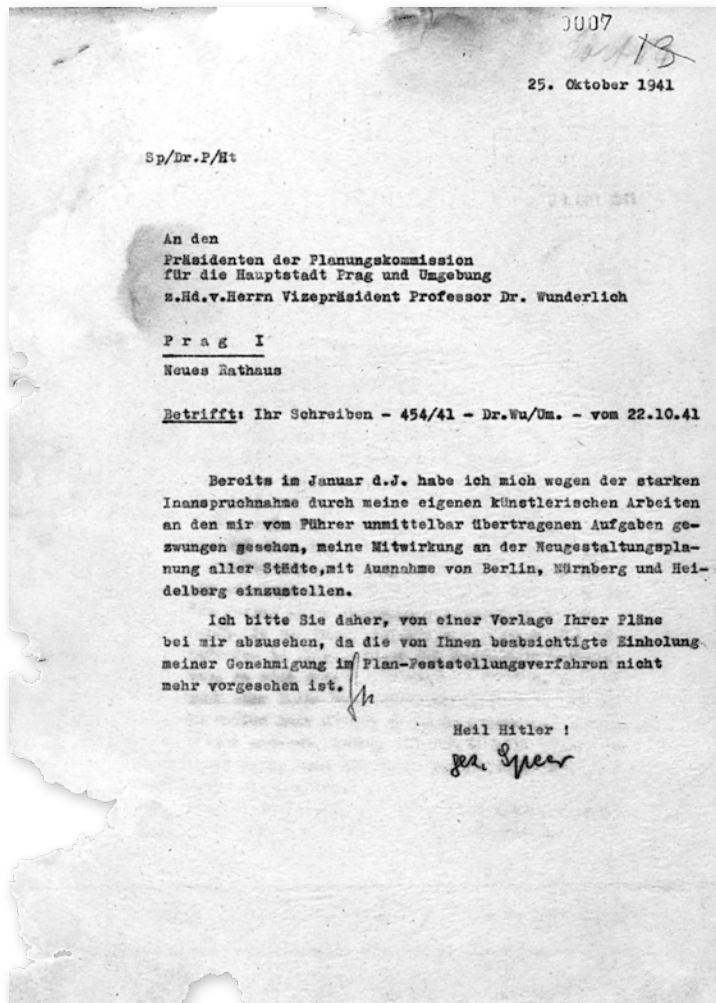 0007
13
25. Oktober 1941
Sp/Dr.P/Ht
An den
Präsidenten der Planungskommission
für die Hauptstadt Prag und Umgebung
z.Hd.v.Herrn Vizepräsident Professor Dr. Wunderlich
P r a g   I
Neues Rathaus
Betrifft: Ihr Schreiben - 454/41 - Dr.Wu/Um. - vom 22.10.41
Bereits im Januar d.J. habe ich mich wegen der starken
Inanspruchnahme durch meine eigenen künstlerischen Arbeiten
an den mir vom Führer unmittelbar übertragenen Aufgaben ge-
zwungen gesehen, meine Mitwirkung an der Neugestaltungspla-
nung aller Städte,mit Ausnahme von Berlin, Nürnberg und Hei-
delberg einzustellen.
Ich bitte Sie daher, von einer Vorlage Ihrer Pläne
bei mir abzusehen, da die von Ihnen beabsichtigte Einholung
meiner Genehmigung im Plan-Feststellungsverfahren nicht
mehr vorgesehen ist.
Heil Hitler !
gez. Speer